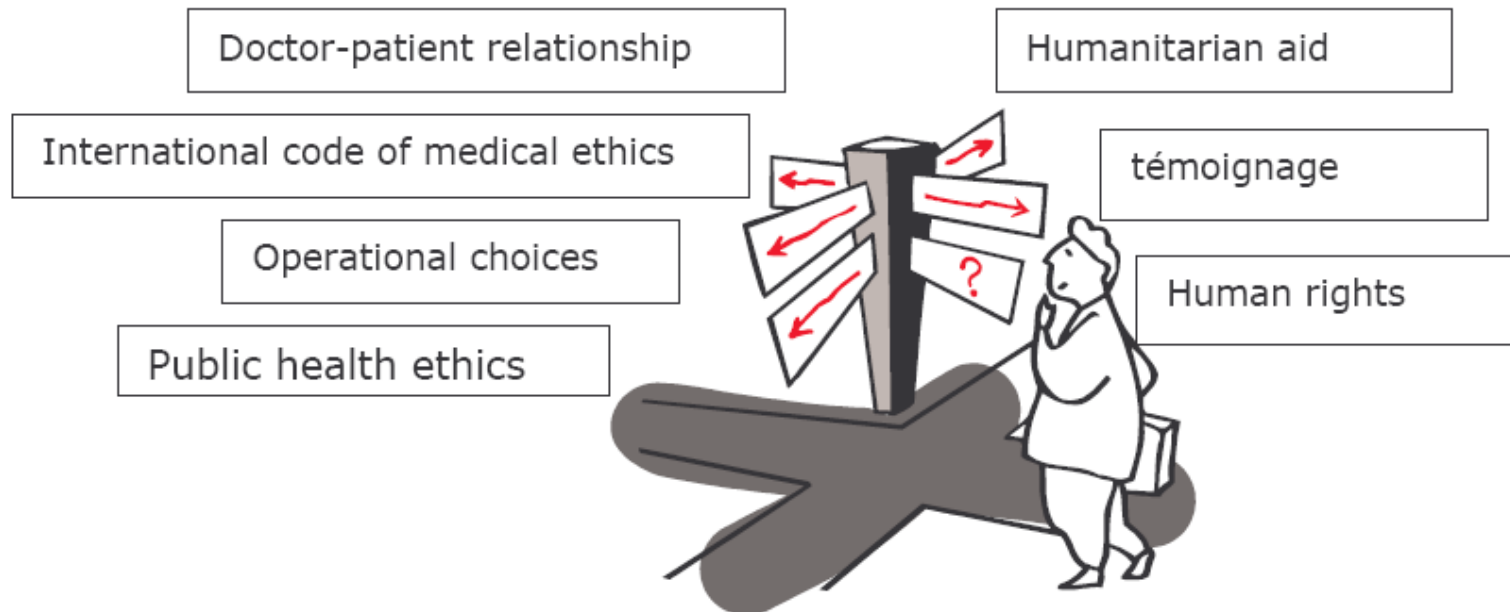 Doctor-patient relationship
Humanitarian aid
International code of medical ethics
témoignage
Operational choices
Human rights
Public health ethics
?